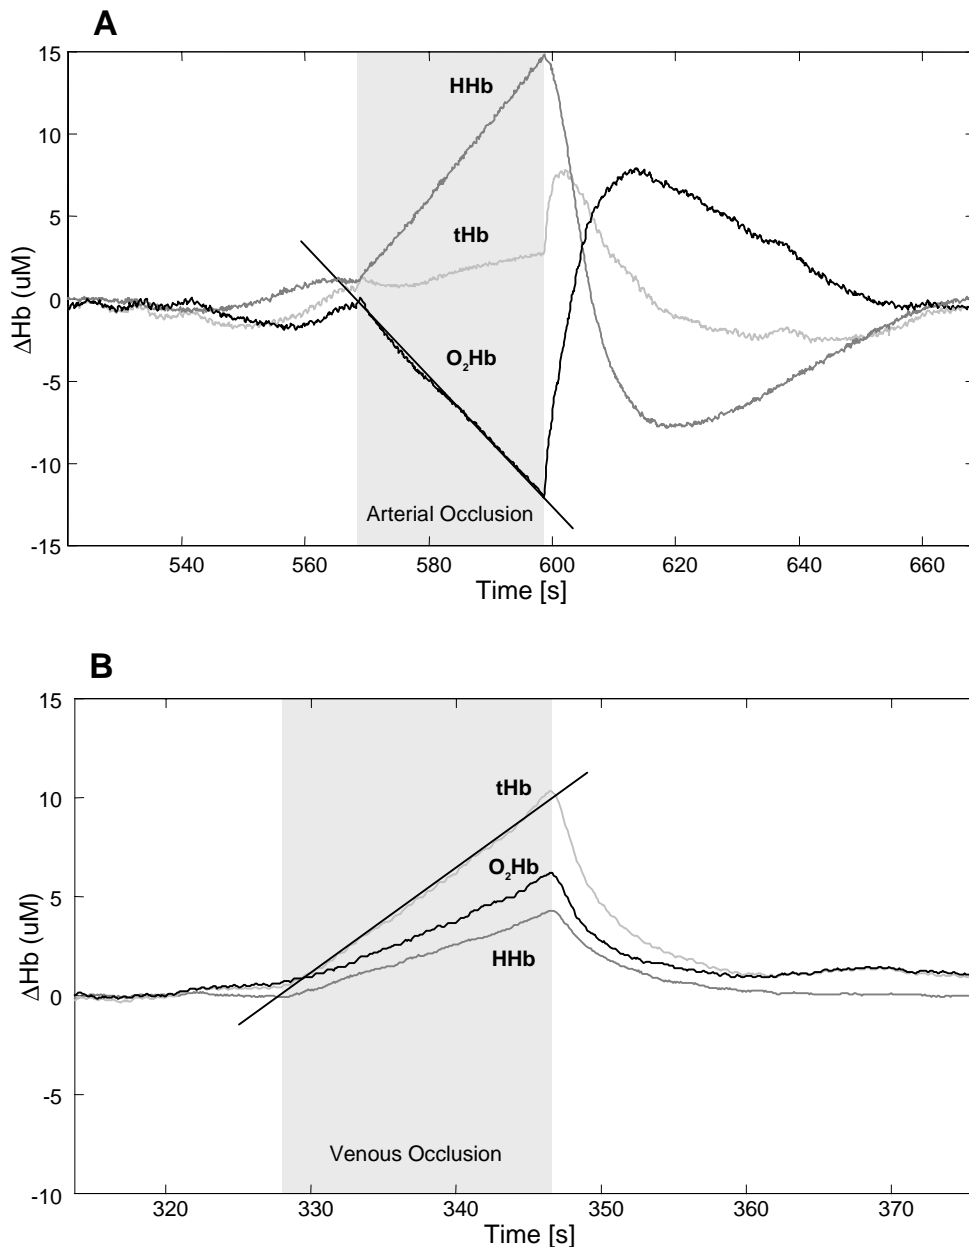 A
15
HHb
10
5
tHb
0
ΔHb (uM)
O₂Hb
-5
-10
Arterial Occlusion
-15
540 560 580 600 620 640 660
Time [s]
B
15
tHb
10
O₂Hb
5
HHb
ΔHb (uM)
0
-5
Venous Occlusion
-10
320 330 340 350 360 370
Time [s]